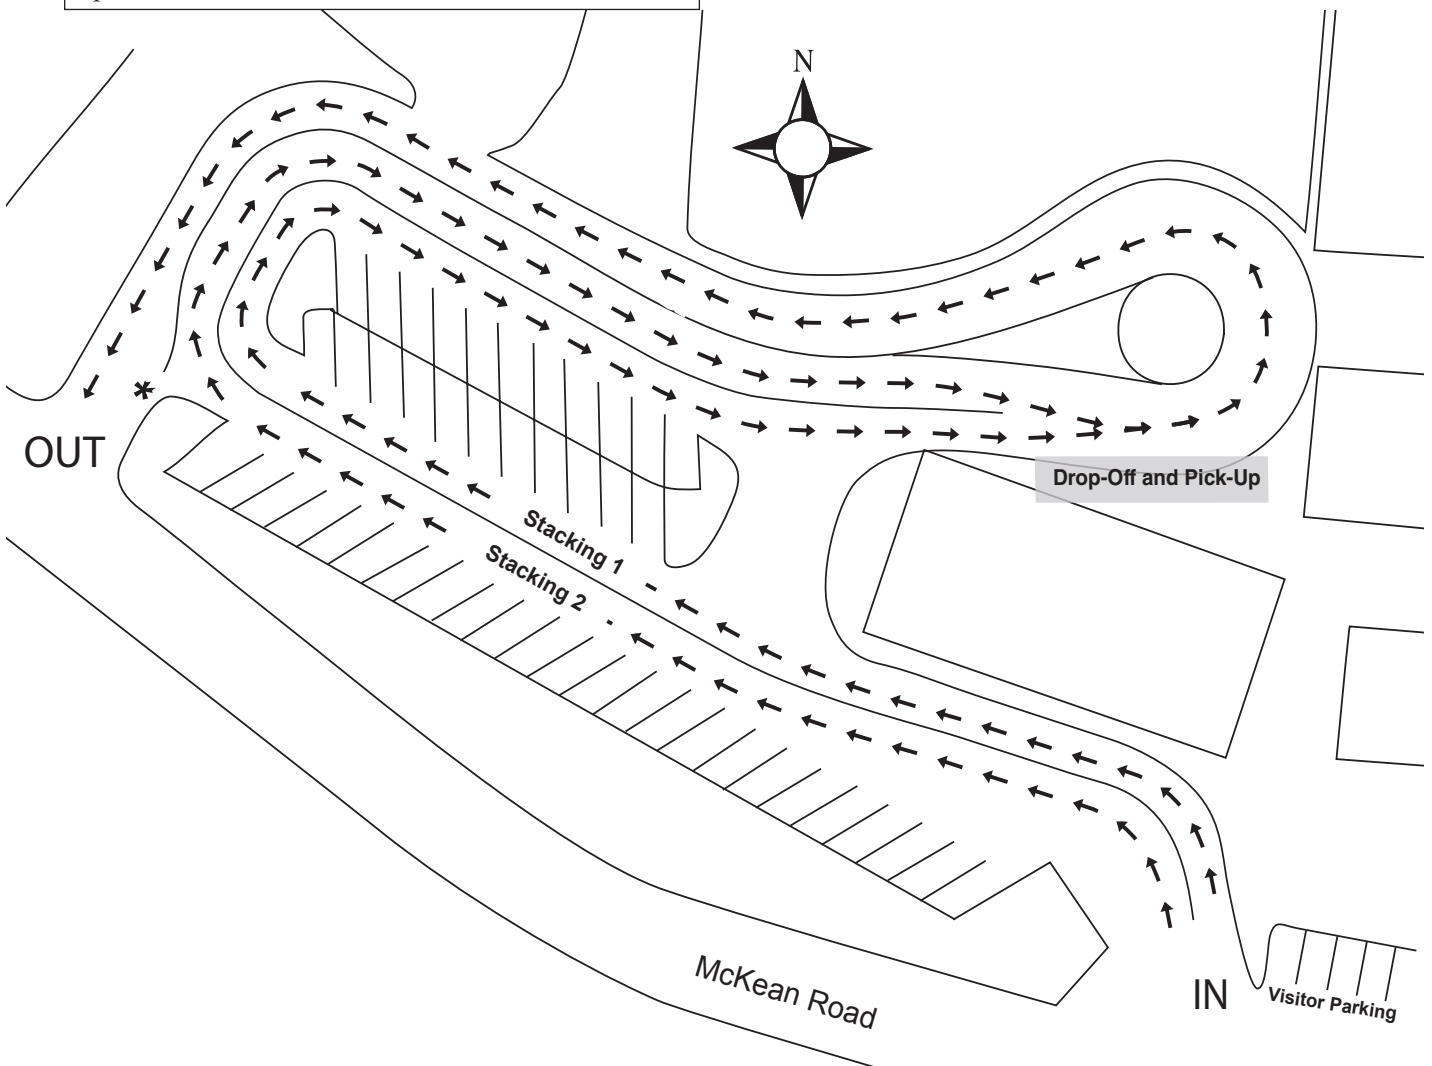 N
OUT
*
Drop-Off and Pick-Up
Stacking 1
Stacking 2
McKean Road
IN
Visitor Parking